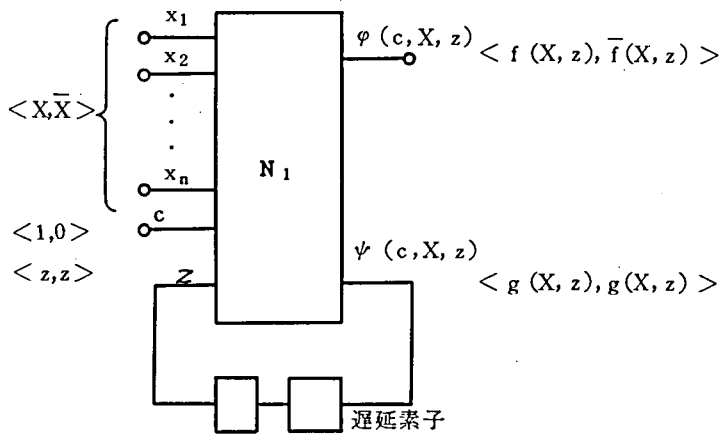 x₁
x₂
.
.
.
xₙ
< X, X̅ >
c
< 1, 0 >
z
< z, z >
N₁
φ (c, X, z) < f (X, z), f̅ (X, z) >
ψ (c, X, z)
< g (X, z), g (X, z) >
遅延素子